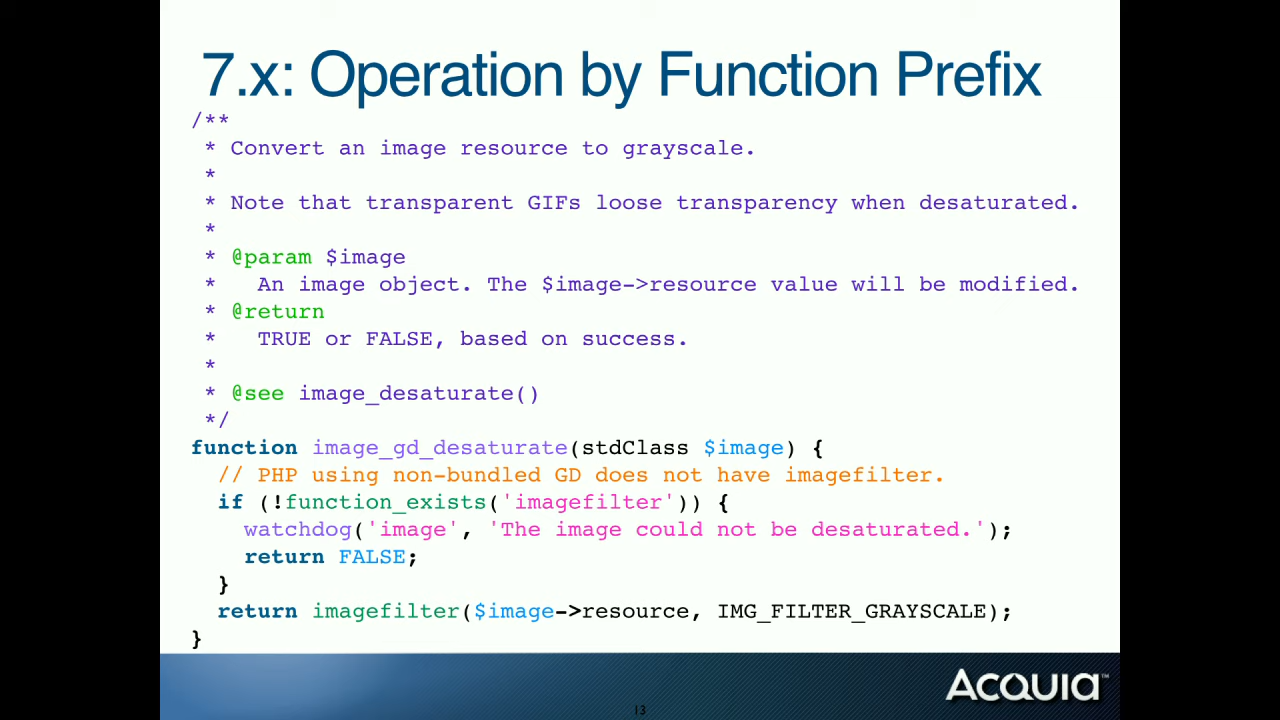 7.x: Operation by Function Prefix
/**
 * Convert an image resource to grayscale.
 *
 * Note that transparent GIFs loose transparency when desaturated.
 *
 * @param $image
 *   An image object. The $image->resource value will be modified.
 * @return
 *   TRUE or FALSE, based on success.
 *
 * @see image_desaturate()
 */
function image_gd_desaturate(stdClass $image) {
  // PHP using non-bundled GD does not have imagefilter.
  if (!function_exists('imagefilter')) {
    watchdog('image', 'The image could not be desaturated.');
    return FALSE;
  }
  return imagefilter($image->resource, IMG_FILTER_GRAYSCALE);
}
ACQUIA™
13